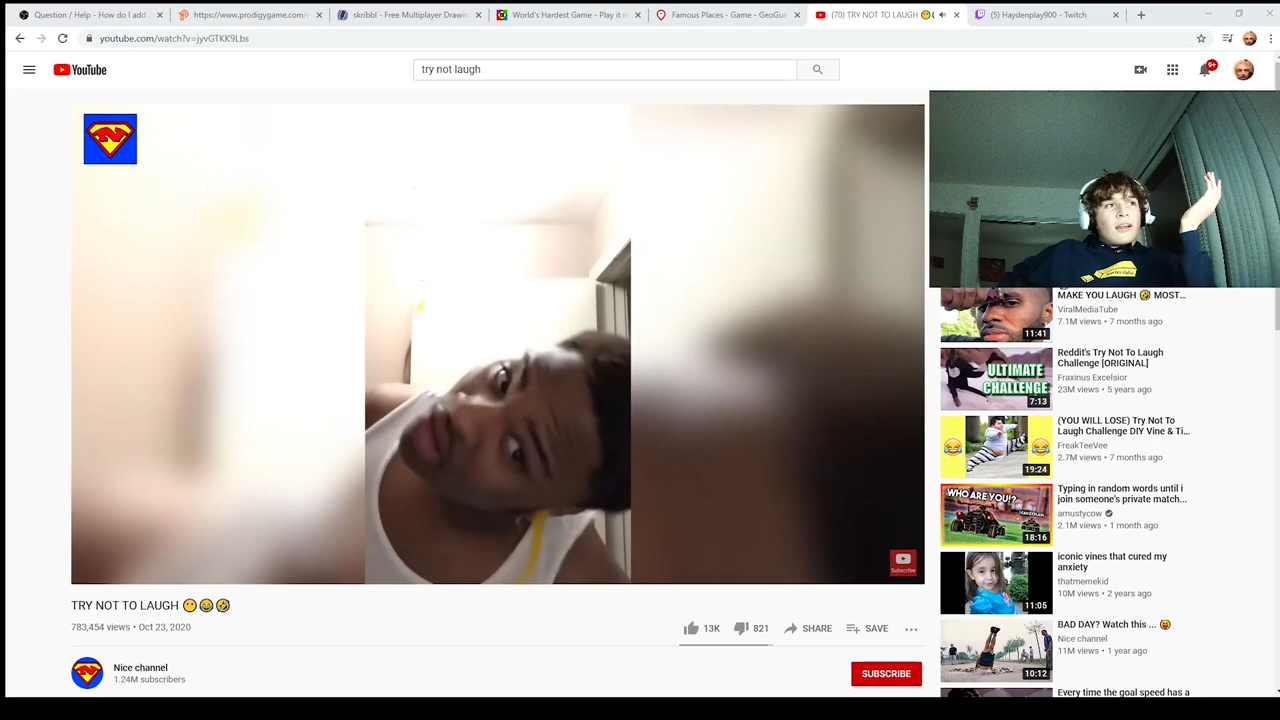 Question / Help - How do I add a
https://www.prodigygame.com/
skribbl - Free Multiplayer Drawin
World's Hardest Game - Play it n
Famous Places - Game - GeoGue
(70) TRY NOT TO LAUGH
(5) Haydenplay900 - Twitch
youtube.com/watch?v=jyvGTKK9Lbs
YouTube
try not laugh
9+
N
MAKE YOU LAUGH 🤣 MOST...
ViralMediaTube
7.1M views • 7 months ago
11:41
Reddit's Try Not To Laugh
Challenge [ORIGINAL]
Fraxinus Excelsior
23M views • 5 years ago
ULTIMATE
CHALLENGE
7:13
(YOU WILL LOSE) Try Not To
Laugh Challenge DIY Vine & Ti...
FreakTeeVee
2.7M views • 7 months ago
19:24
Typing in random words until i
join someone's private match...
amustycow
2.1M views • 1 month ago
WHO ARE YOU!?
18:16
iconic vines that cured my
anxiety
thatmemekid
10M views • 2 years ago
11:05
BAD DAY? Watch this ... 😝
Nice channel
11M views • 1 year ago
10:12
Every time the goal speed has a
Subscribe
TRY NOT TO LAUGH 😶😂🤣
783,454 views • Oct 23, 2020
13K
821
SHARE
SAVE
N
Nice channel
1.24M subscribers
SUBSCRIBE